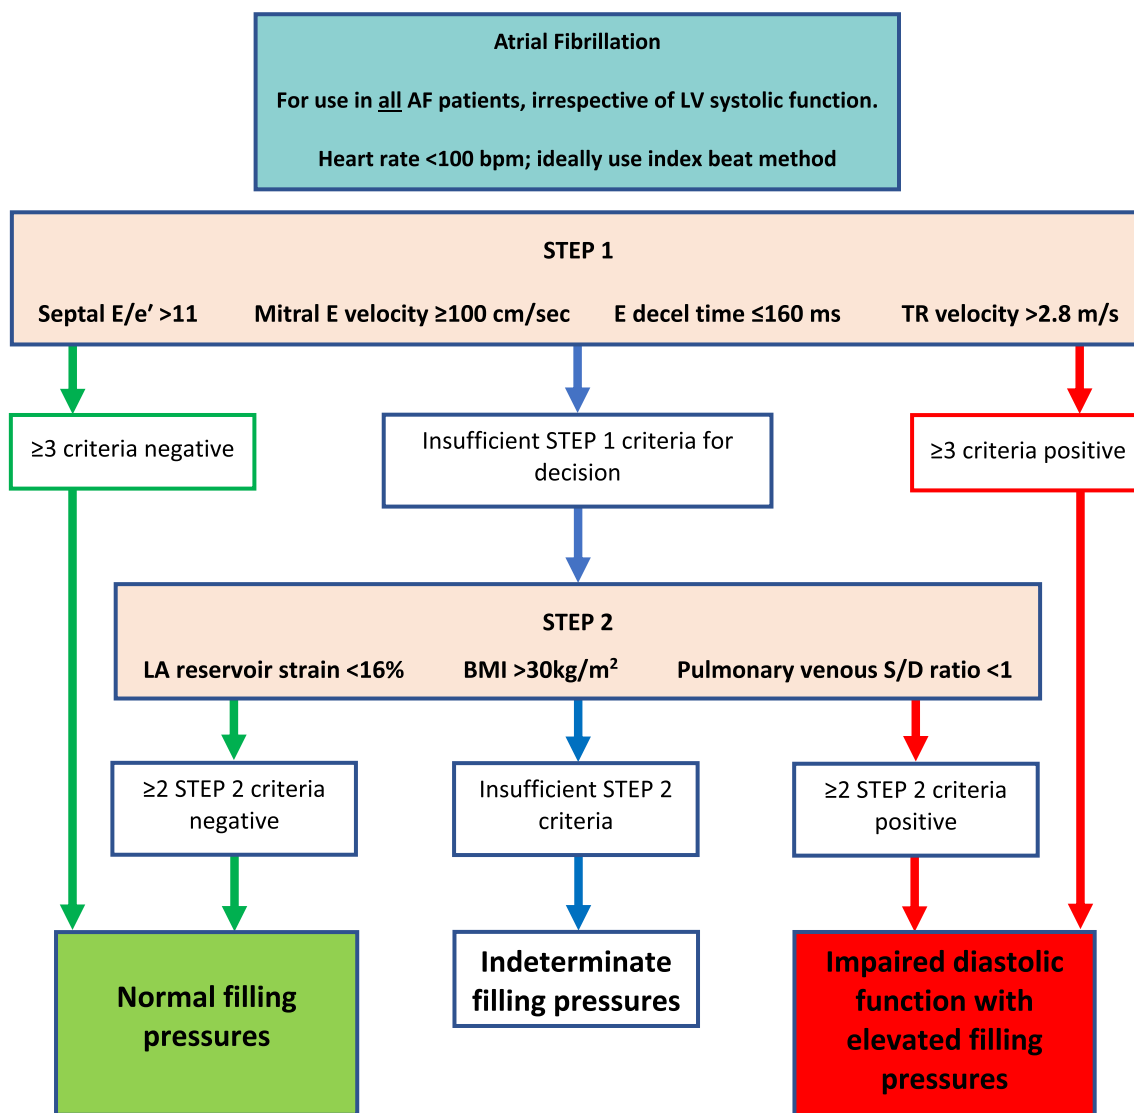 Atrial Fibrillation
For use in all AF patients, irrespective of LV systolic function.
Heart rate <100 bpm; ideally use index beat method
STEP 1
Septal E/e′ >11 Mitral E velocity ≥100 cm/sec E decel time ≤160 ms TR velocity >2.8 m/s
≥3 criteria negative
Insufficient STEP 1 criteria for
decision
≥3 criteria positive
STEP 2
LA reservoir strain <16% BMI >30kg/m² Pulmonary venous S/D ratio <1
≥2 STEP 2 criteria
negative
Insufficient STEP 2
criteria
≥2 STEP 2 criteria
positive
Normal filling
pressures
Indeterminate
filling pressures
Impaired diastolic
function with
elevated filling
pressures